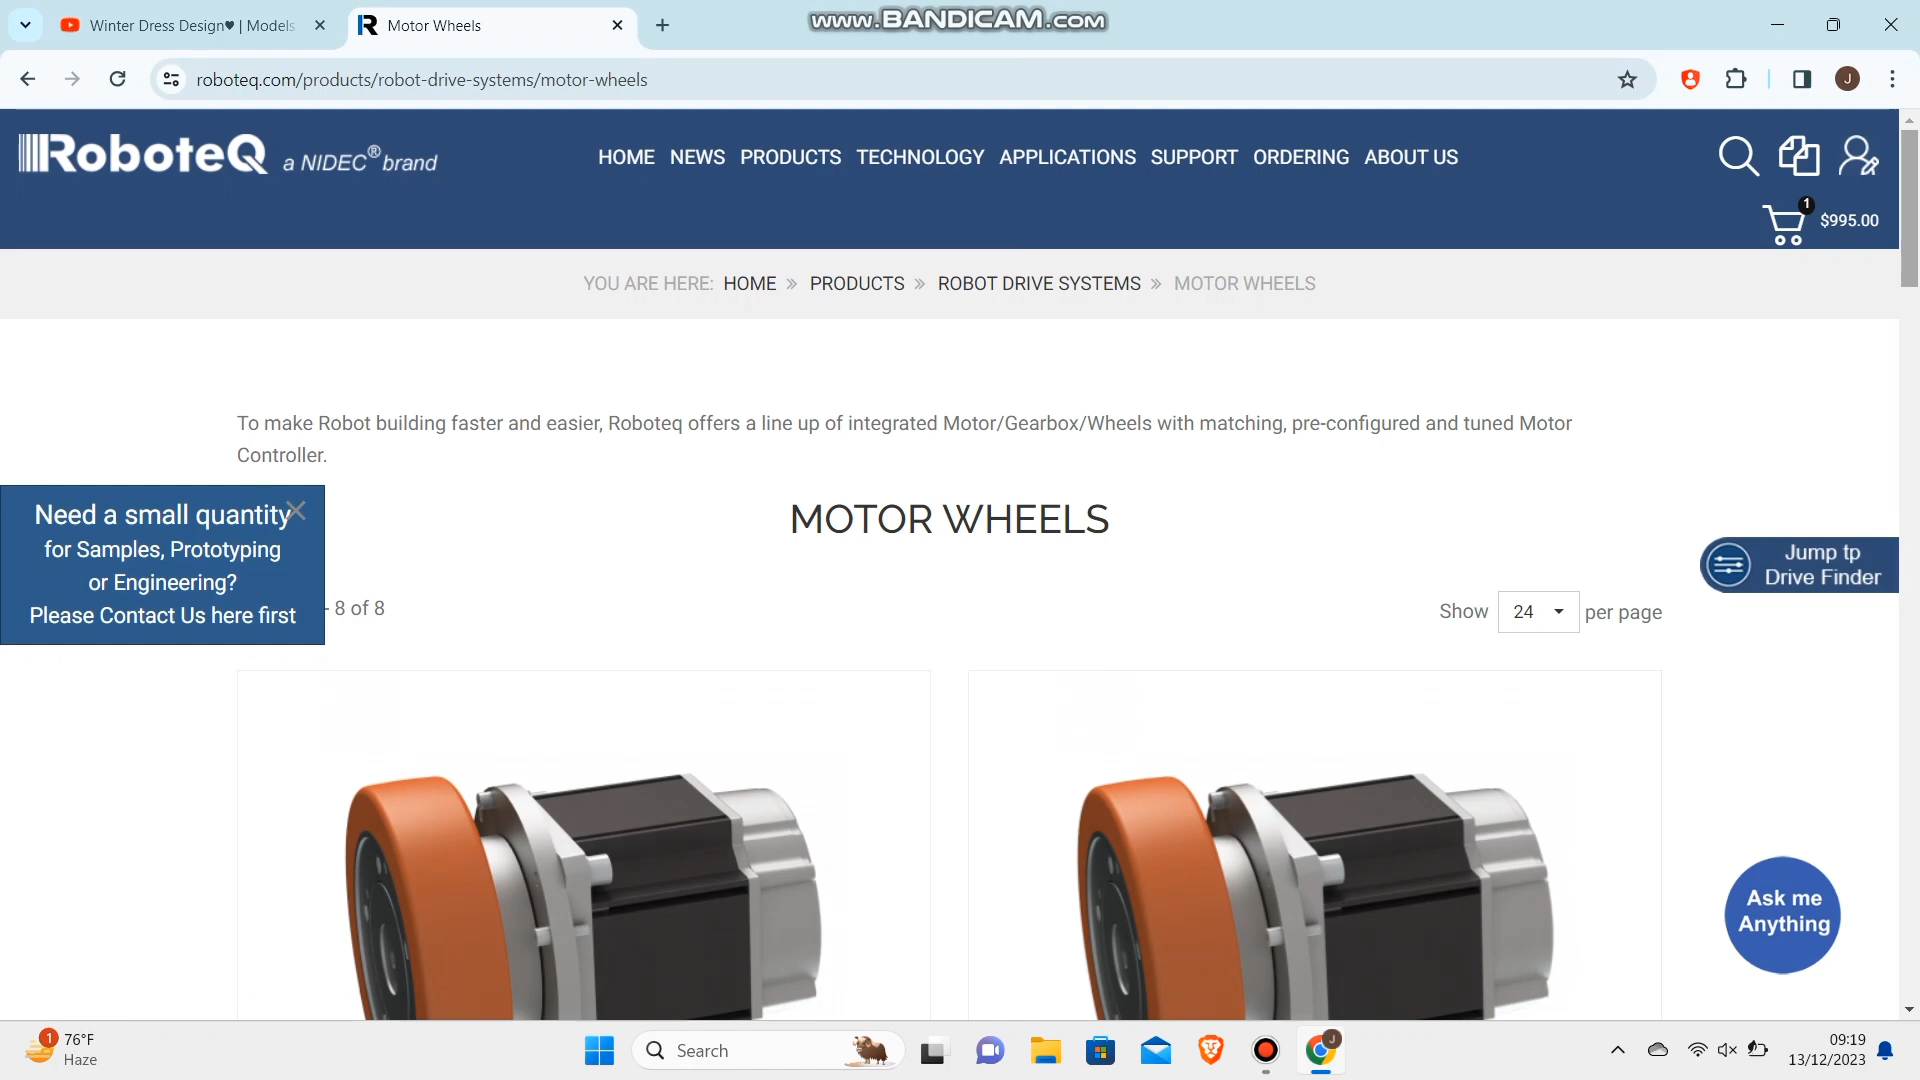 Winter Dress Design♥ | Models
Motor Wheels
www.BANDICAM.com
roboteq.com/products/robot-drive-systems/motor-wheels
J
RoboteQ a NIDEC® brand
HOME NEWS PRODUCTS TECHNOLOGY APPLICATIONS SUPPORT ORDERING ABOUT US
1
$995.00
YOU ARE HERE: HOME » PRODUCTS » ROBOT DRIVE SYSTEMS » MOTOR WHEELS
To make Robot building faster and easier, Roboteq offers a line up of integrated Motor/Gearbox/Wheels with matching, pre-configured and tuned Motor
Controller.
Need a small quantity
for Samples, Prototyping
or Engineering?
Please Contact Us here first
MOTOR WHEELS
Jump tp
Drive Finder
- 8 of 8
Show 24 per page
Ask me
Anything
1
76°F
Haze
Search
J
09:19
13/12/2023